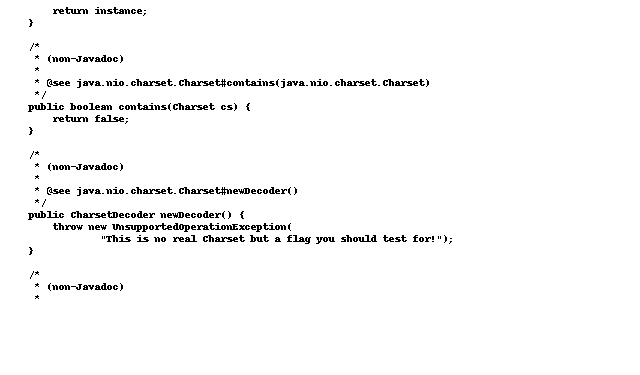 return instance;
}
/*
* (non-Javadoc)
*
* @see java.nio.charset.Charset#contains(java.nio.charset.Charset)
*/
public boolean contains(Charset cs) {
return false;
}
/*
* (non-Javadoc)
*
* @see java.nio.charset.Charset#newDecoder()
*/
public CharsetDecoder newDecoder() {
throw new UnsupportedOperationException(
"This is no real Charset but a flag you should test for!");
}
/*
* (non-Javadoc)
*